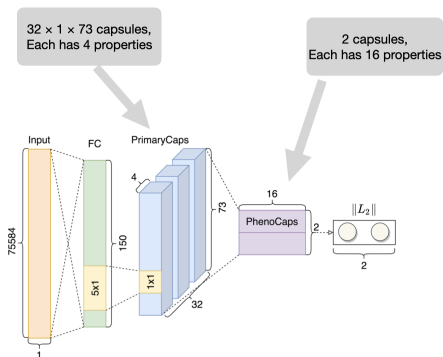 32 × 1 × 73 capsules,
Each has 4 properties
2 capsules,
Each has 16 properties
Input
FC
PrimaryCaps
4
16
75584
150
73
PhenoCaps
2
‖L₂‖
5x1
1x1
32
2
1